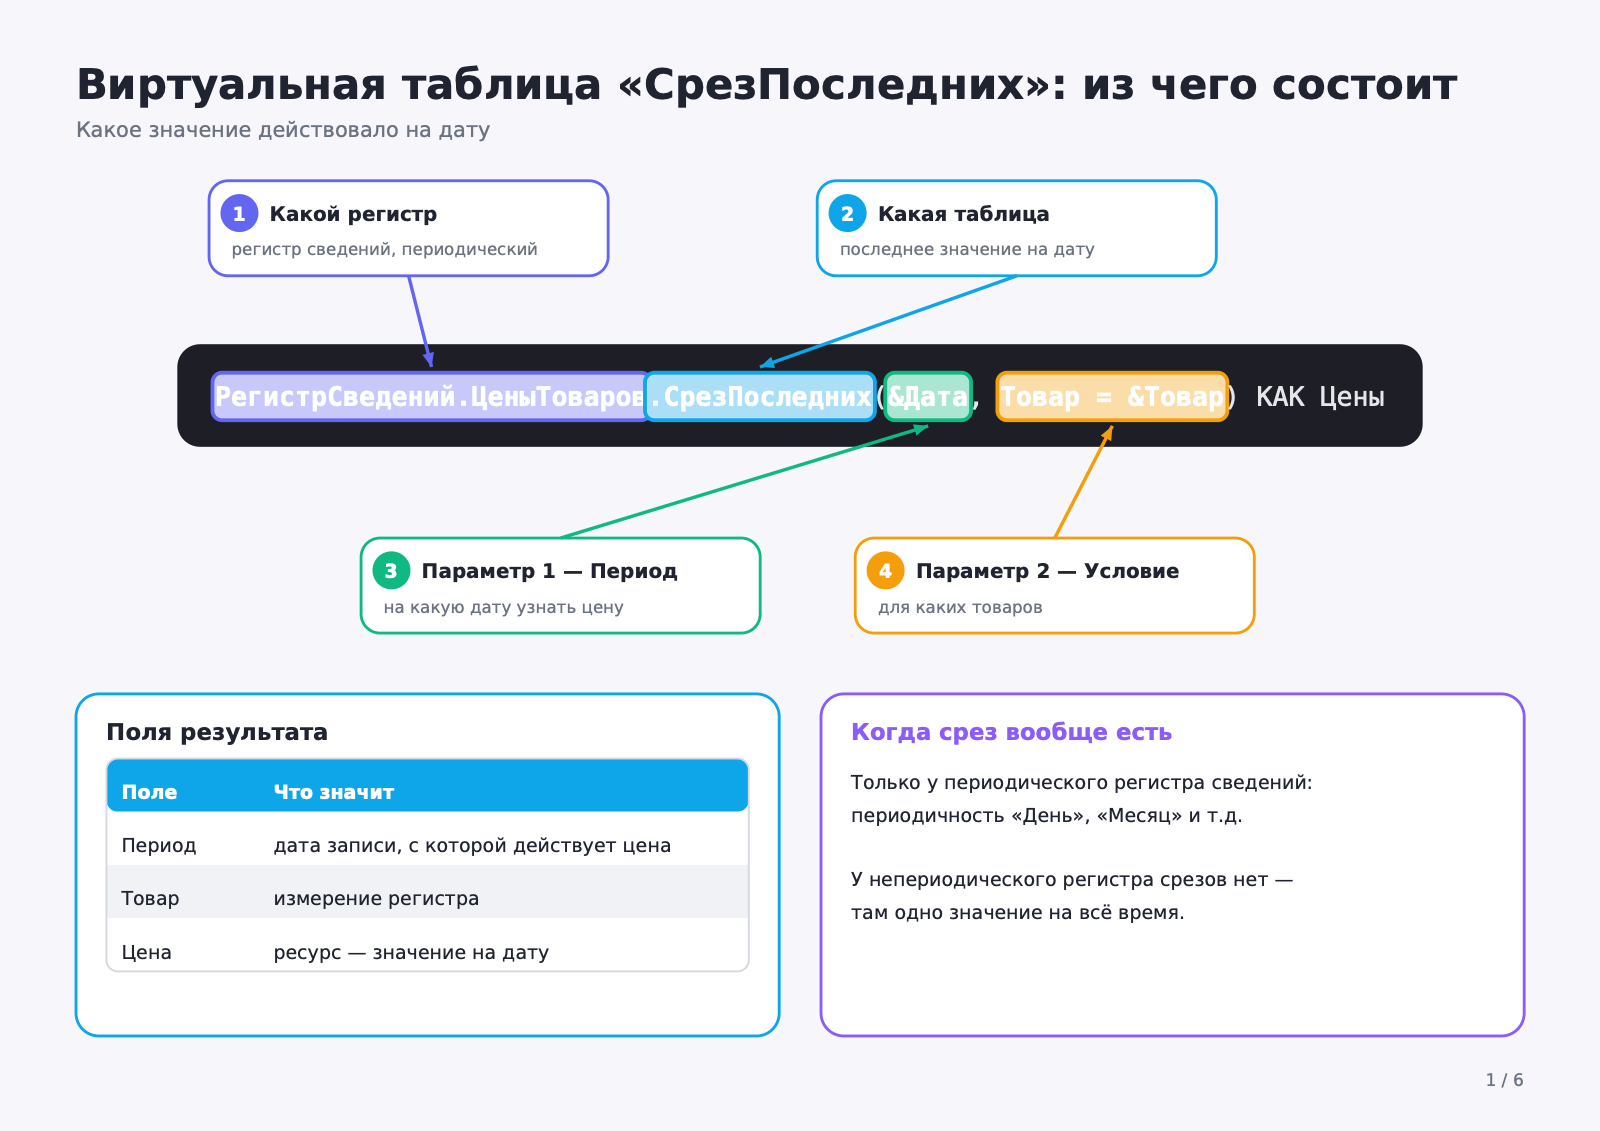 Виртуальная таблица «СрезПоследних»: из чего состоит
Какое значение действовало на дату
1 Какой регистр
регистр сведений, периодический
2 Какая таблица
последнее значение на дату
РегистрСведений.ЦеныТоваров.СрезПоследних(&Дата, Товар = &Товар) КАК Цены
3 Параметр 1 — Период
на какую дату узнать цену
4 Параметр 2 — Условие
для каких товаров
Поля результата
Поле Что значит
Период дата записи, с которой действует цена
Товар измерение регистра
Цена ресурс — значение на дату
Когда срез вообще есть
Только у периодического регистра сведений:
периодичность «День», «Месяц» и т.д.
У непериодического регистра срезов нет —
там одно значение на всё время.
1 / 6